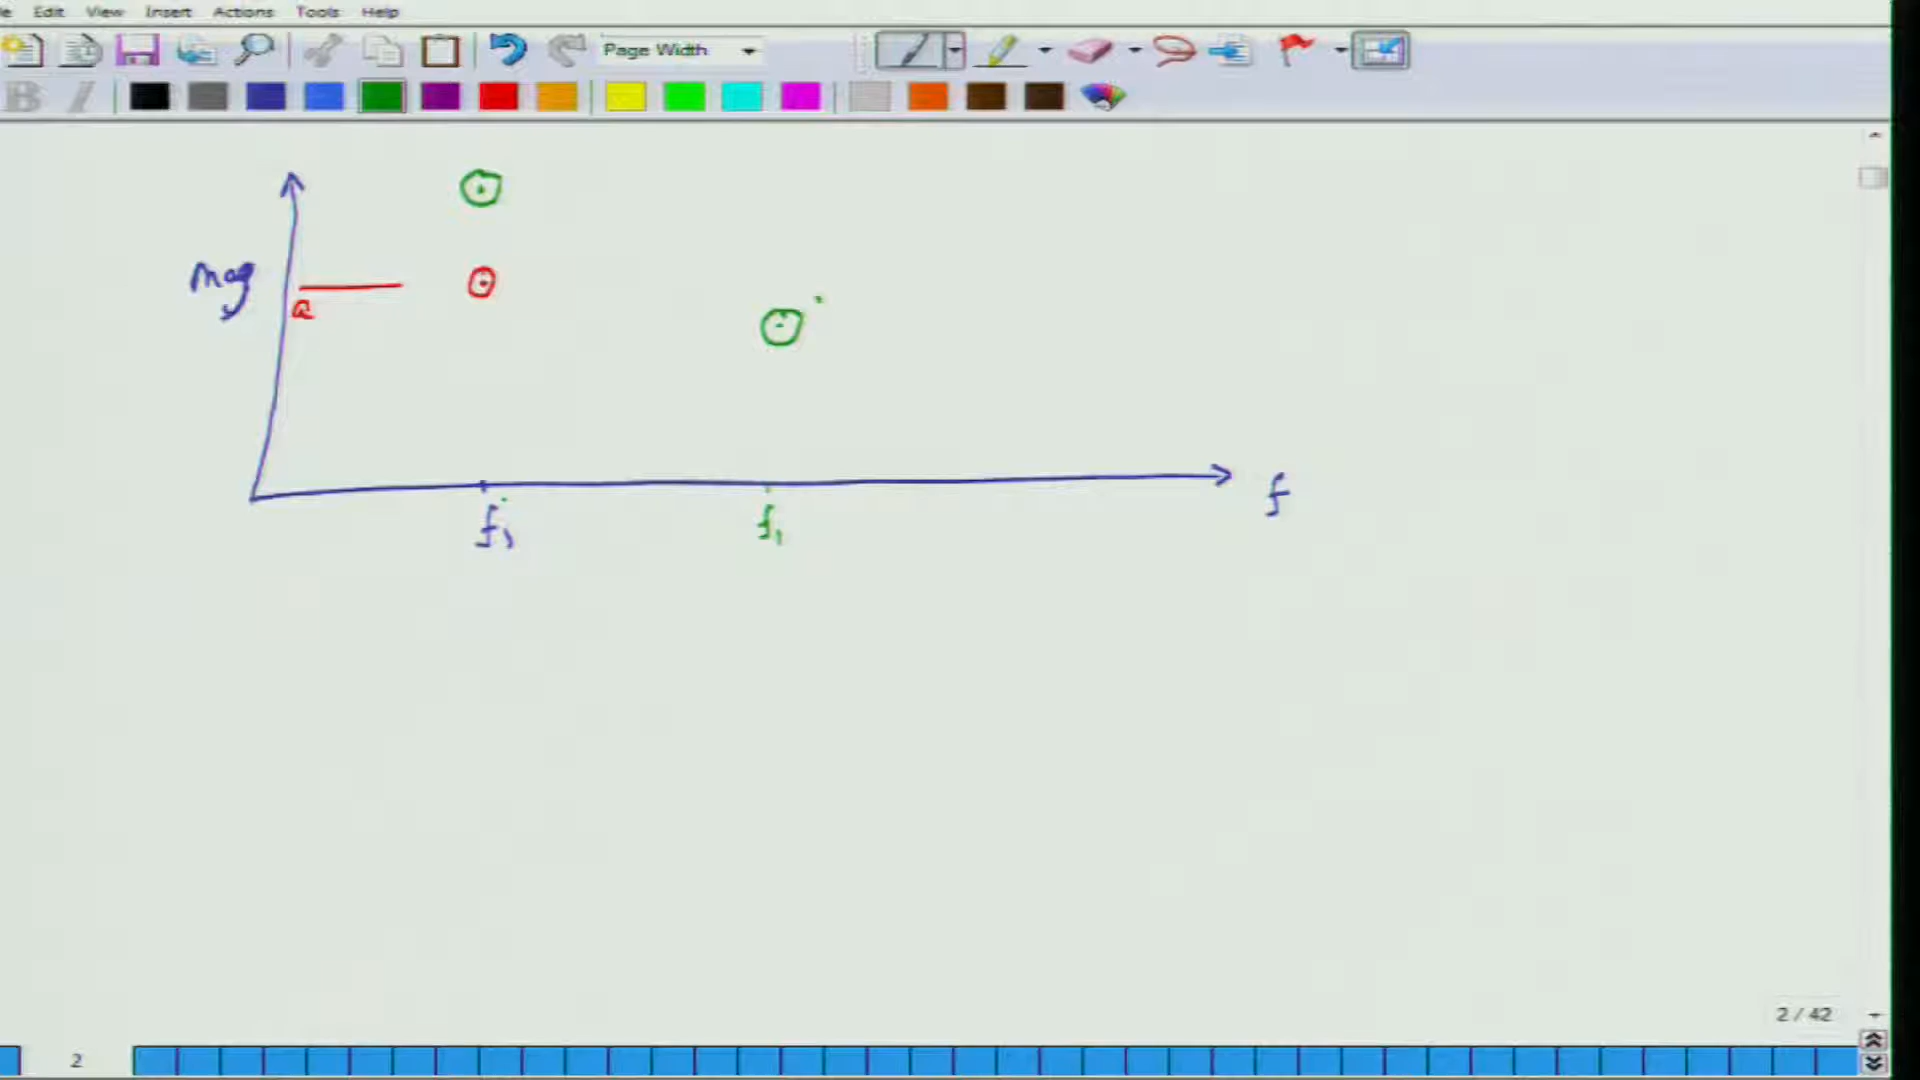 Edit View Insert Actions Tools Help
Page Width
B I
Mag
a
f
f₁
f₁
2 / 42
2